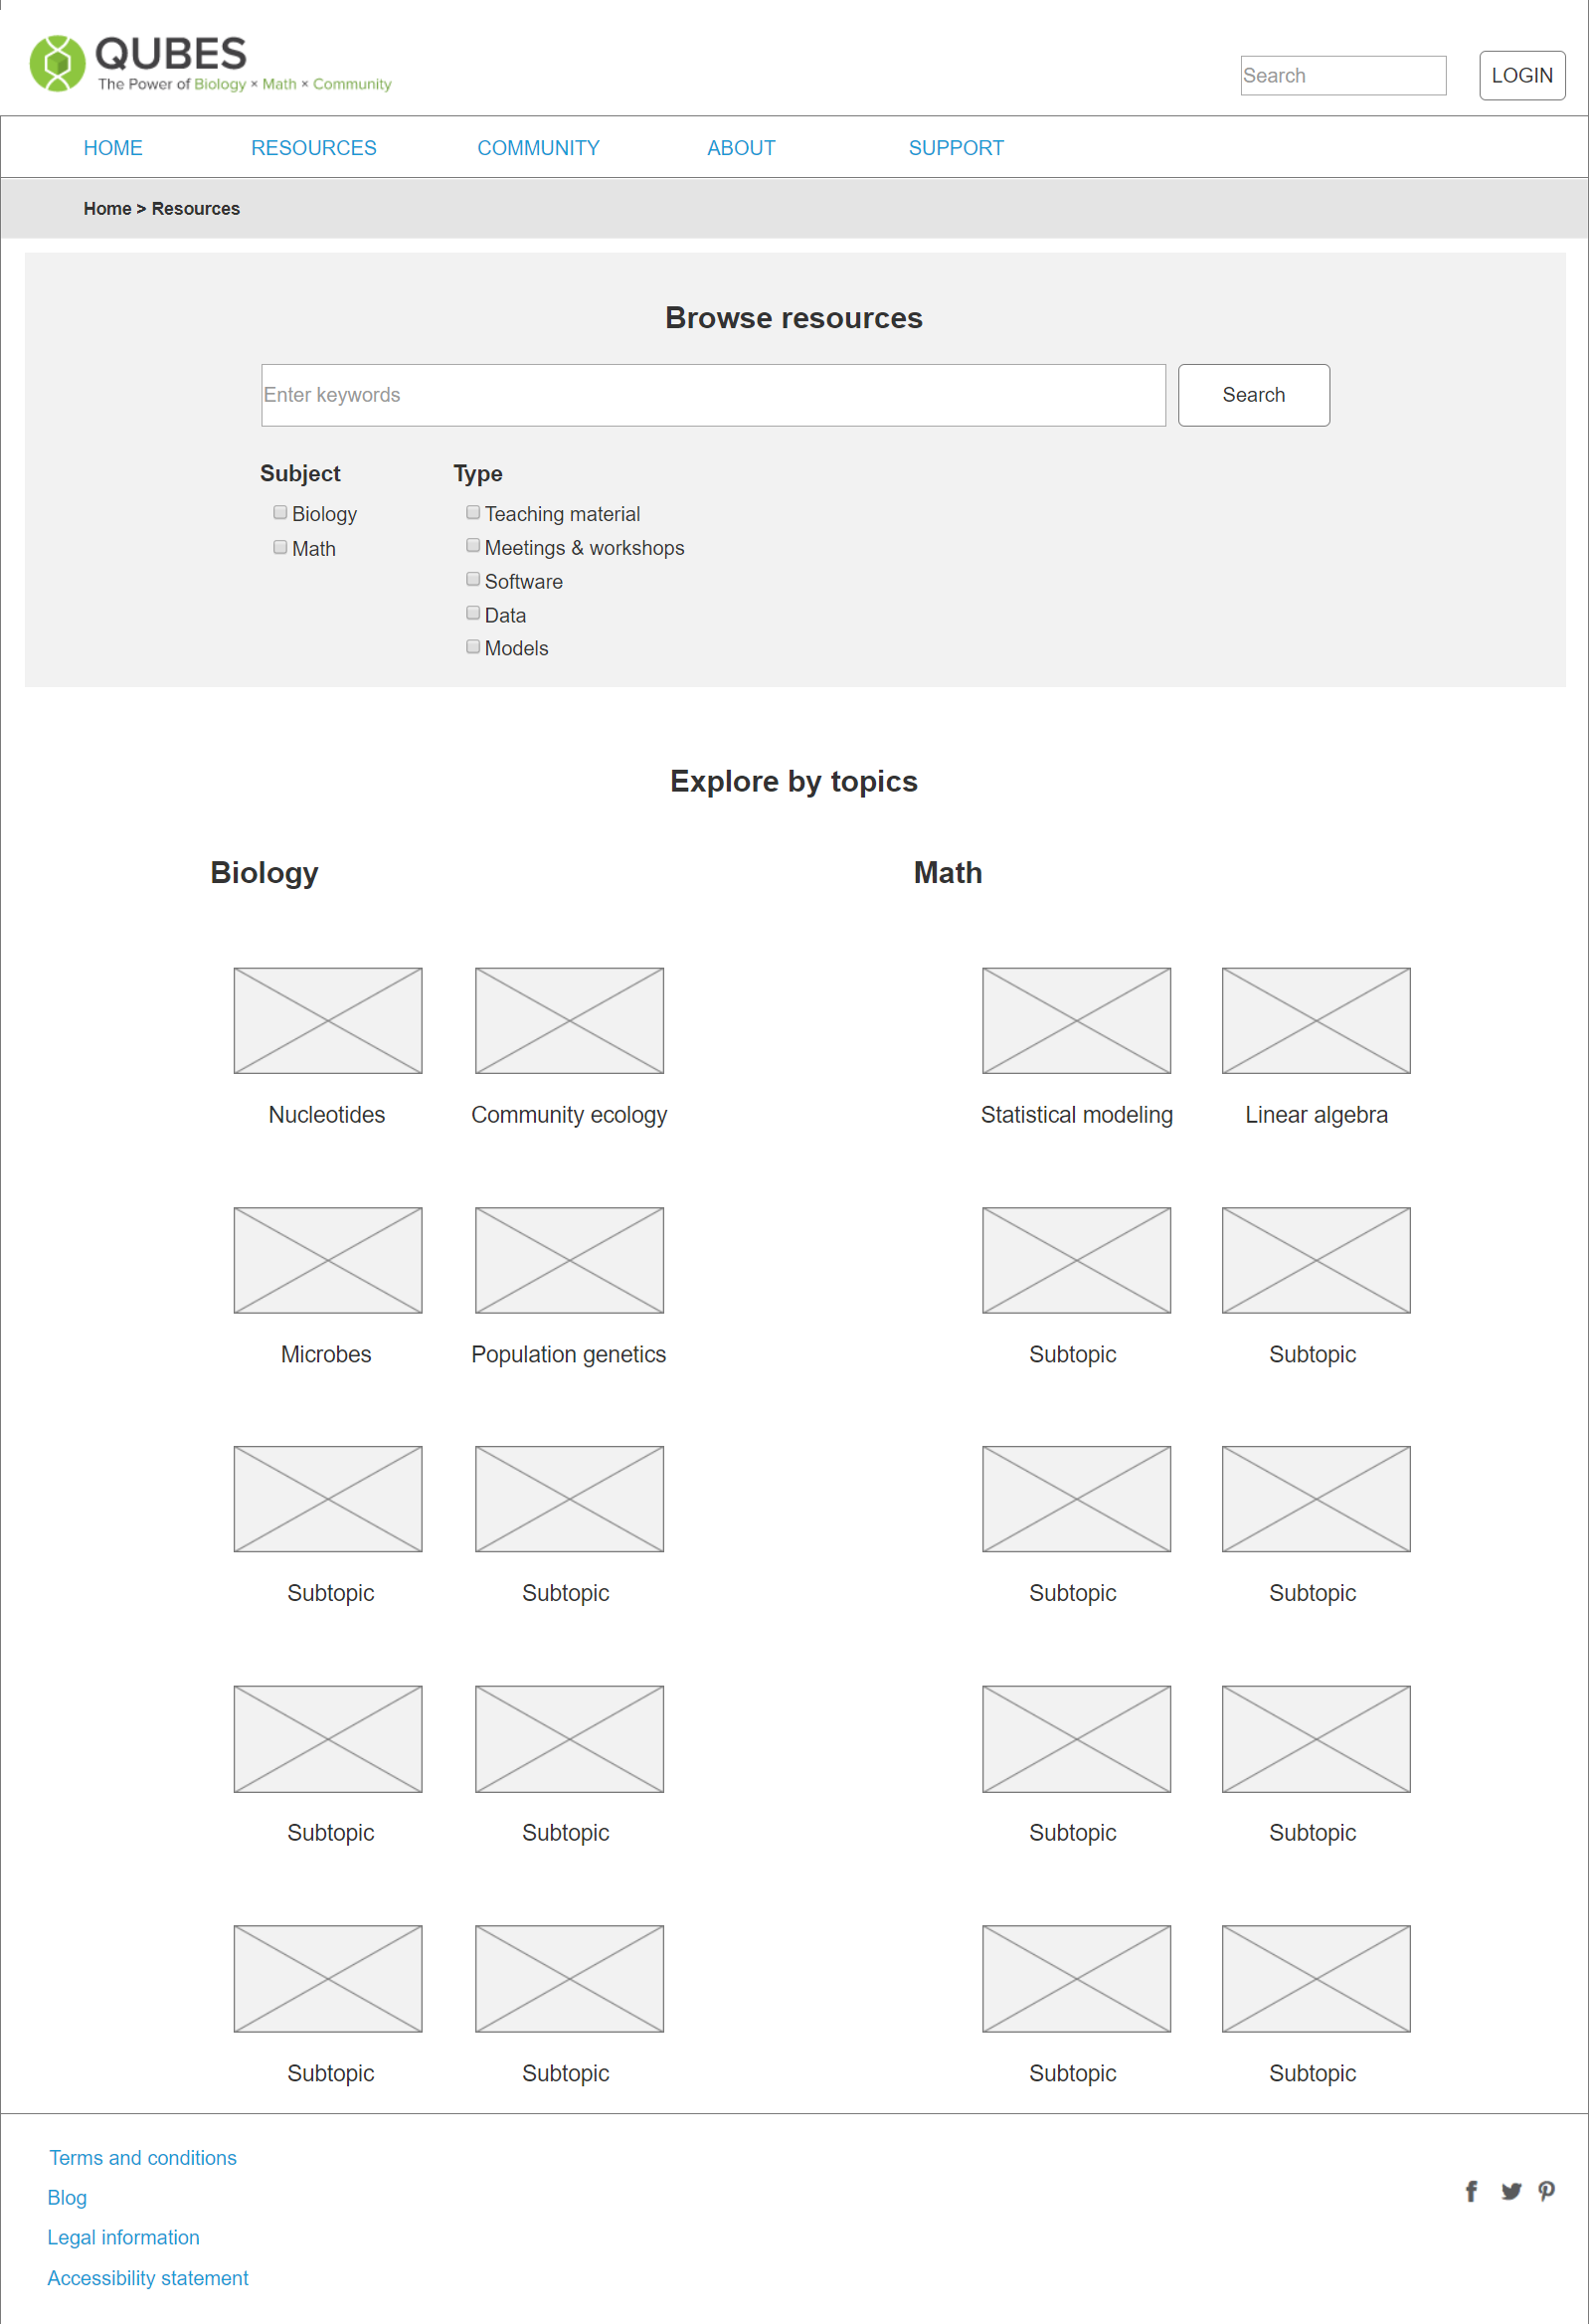 QUBES
The Power of Biology × Math × Community
Search
LOGIN
HOME RESOURCES COMMUNITY ABOUT SUPPORT
Home > Resources
Browse resources
Enter keywords
Search
Subject
Biology
Math
Type
Teaching material
Meetings & workshops
Software
Data
Models
Explore by topics
Biology
Math
Nucleotides Community ecology Statistical modeling Linear algebra
Microbes Population genetics Subtopic Subtopic
Subtopic Subtopic Subtopic Subtopic
Subtopic Subtopic Subtopic Subtopic
Subtopic Subtopic Subtopic Subtopic
Terms and conditions
Blog
Legal information
Accessibility statement